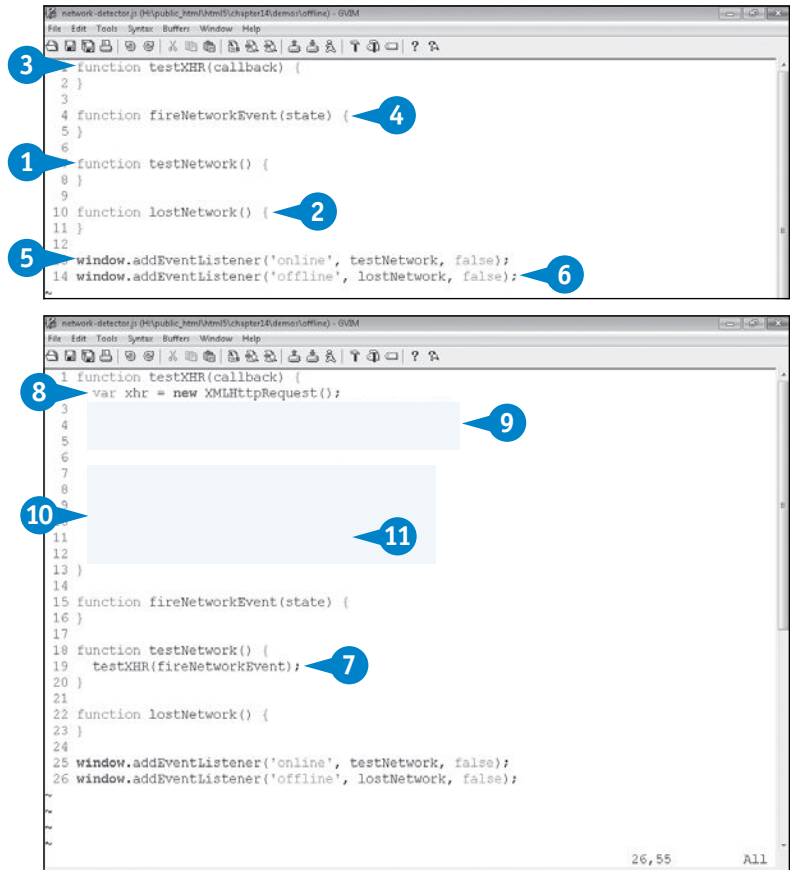 network-detector.js (H:\public_html\html5\chapter14\demos\offline) - GVIM
File Edit Tools Syntax Buffers Window Help
3
1 function testXHR(callback) {
2 }
3
4 function fireNetworkEvent(state) {
4
5 }
6
1
function testNetwork() {
8 }
9
10 function lostNetwork() {
2
11 }
12
5
window.addEventListener('online', testNetwork, false);
14 window.addEventListener('offline', lostNetwork, false);
6
~
network-detector.js (H:\public_html\html5\chapter14\demos\offline) - GVIM
File Edit Tools Syntax Buffers Window Help
1 function testXHR(callback) {
8
var xhr = new XMLHttpRequest();
3
9
4
5
6
7
8
9
10
11
11
12
13 }
14
15 function fireNetworkEvent(state) {
16 }
17
18 function testNetwork() {
19 testXHR(fireNetworkEvent);
7
20 }
21
22 function lostNetwork() {
23 }
24
25 window.addEventListener('online', testNetwork, false);
26 window.addEventListener('offline', lostNetwork, false);
~
~
~
~
26,55 All